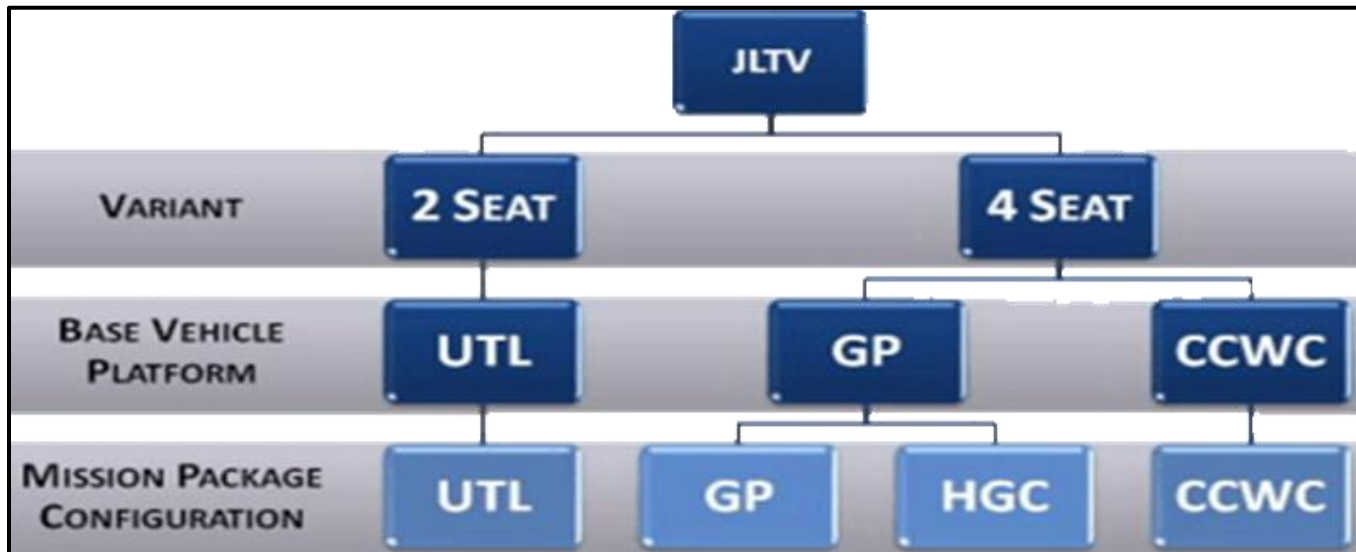 JLTV
VARIANT
2 SEAT
4 SEAT
BASE VEHICLE
PLATFORM
UTL
GP
CCWC
MISSION PACKAGE
CONFIGURATION
UTL
GP
HGC
CCWC